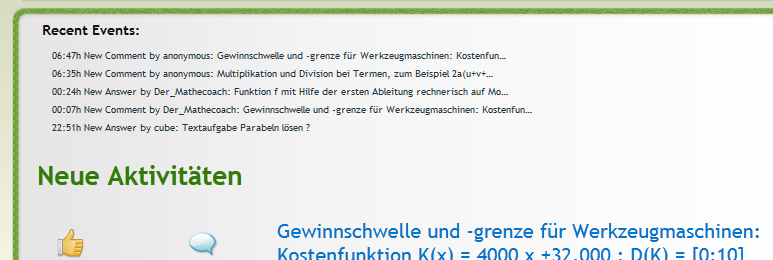 Recent Events:
06:47h New Comment by anonymous: Gewinnschwelle und -grenze für Werkzeugmaschinen: Kostenfun...
06:35h New Comment by anonymous: Multiplikation und Division bei Termen, zum Beispiel 2a(u+v+...
00:24h New Answer by Der_Mathecoach: Funktion f mit Hilfe der ersten Ableitung rechnerisch auf Mo...
00:07h New Comment by Der_Mathecoach: Gewinnschwelle und -grenze für Werkzeugmaschinen: Kostenfun...
22:51h New Answer by cube: Textaufgabe Parabeln lösen ?
Neue Aktivitäten
Gewinnschwelle und -grenze für Werkzeugmaschinen:
Kostenfunktion K(x) = 4000 x +32.000 ; D(K) = [0;10]